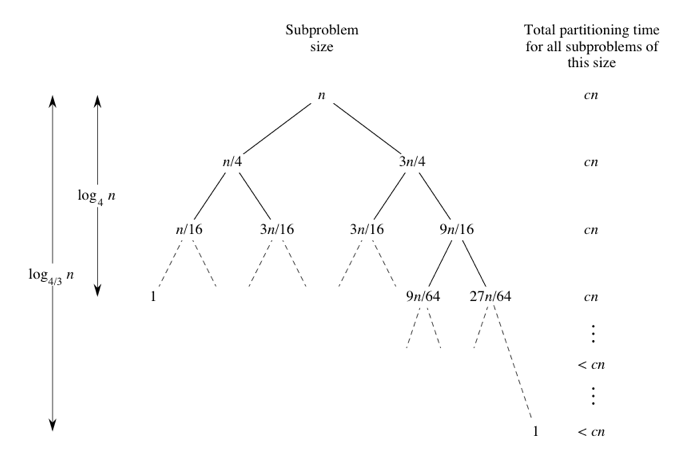 Subproblem
size
Total partitioning time
for all subproblems of
this size
n
cn
n/4
3n/4
cn
log₄ n
n/16
3n/16
3n/16
9n/16
cn
log₄/₃ n
1
9n/64
27n/64
cn
⋮
< cn
⋮
1
< cn